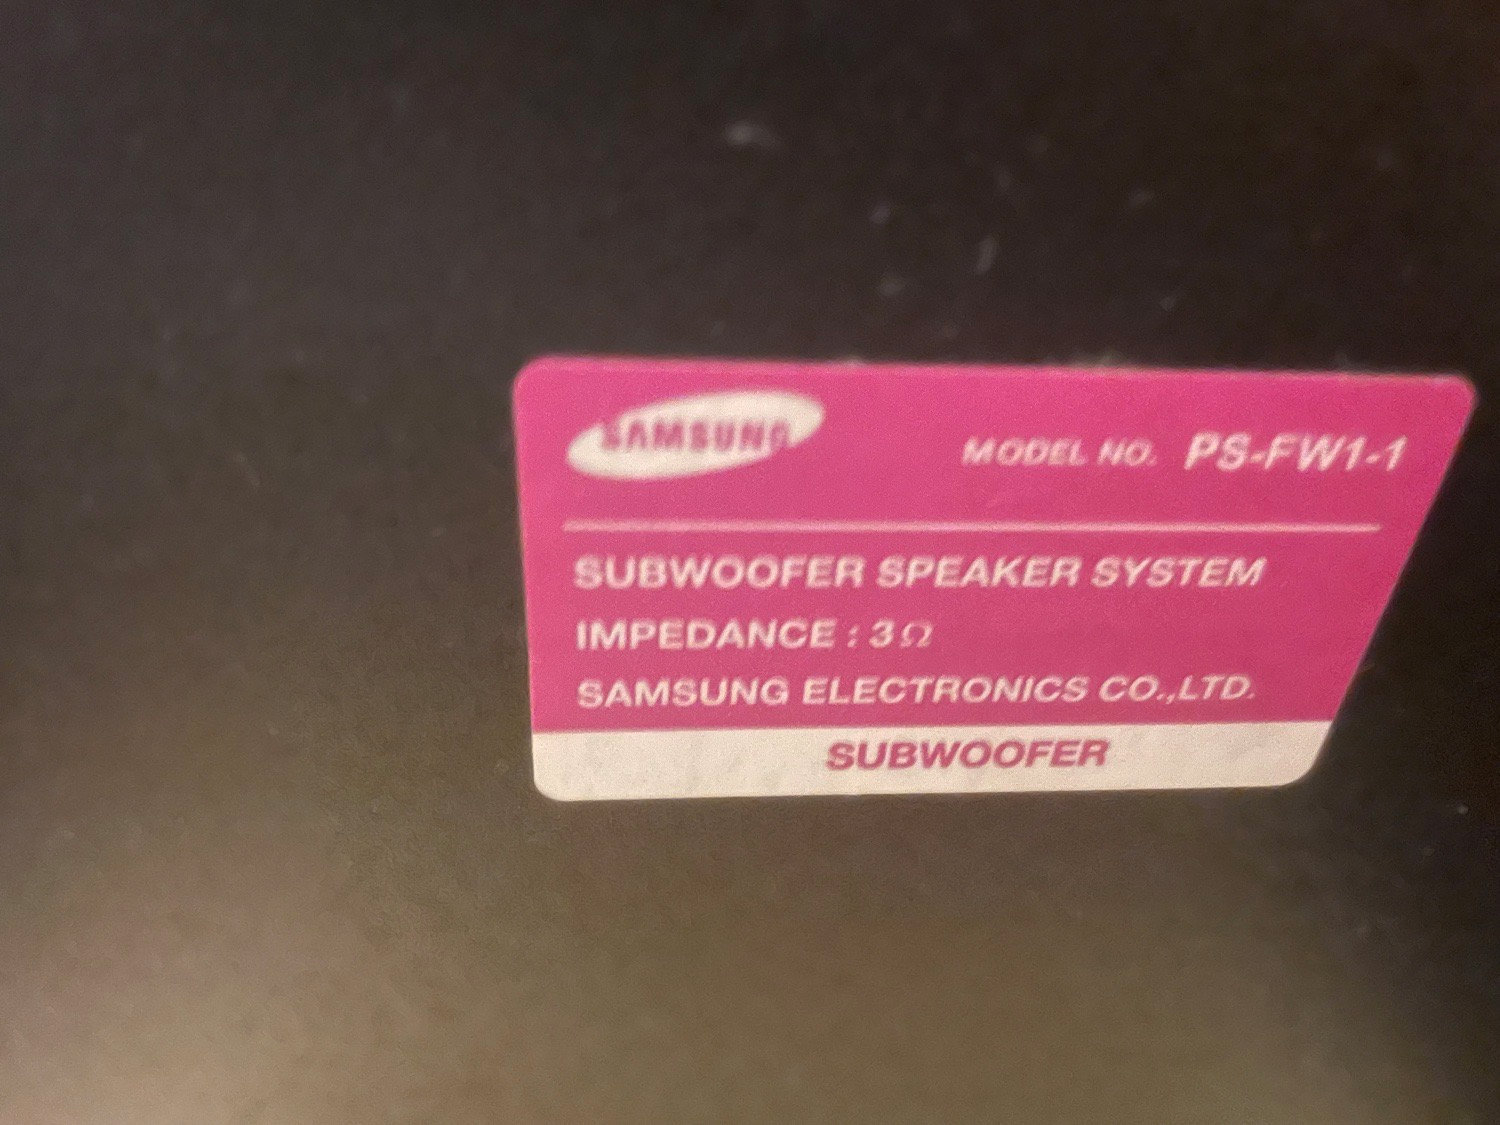 SAMSUNG MODEL NO. PS-FW1-1
SUBWOOFER SPEAKER SYSTEM
IMPEDANCE : 3Ω
SAMSUNG ELECTRONICS CO.,LTD.
SUBWOOFER